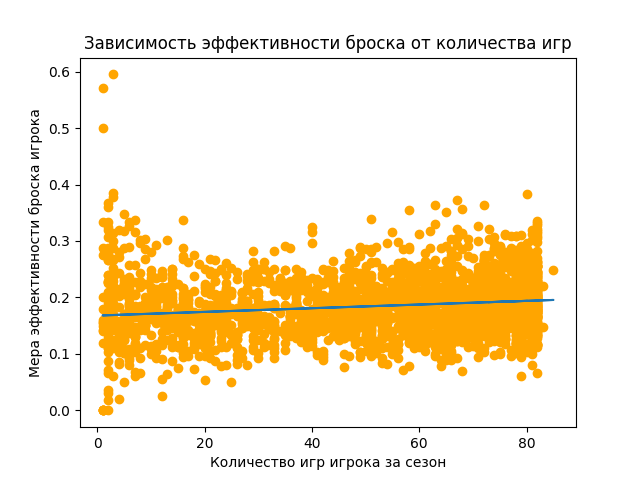 Зависимость эффективности броска от количества игр
Мера эффективности броска игрока
0.6
0.5
0.4
0.3
0.2
0.1
0.0
0 20 40 60 80
Количество игр игрока за сезон